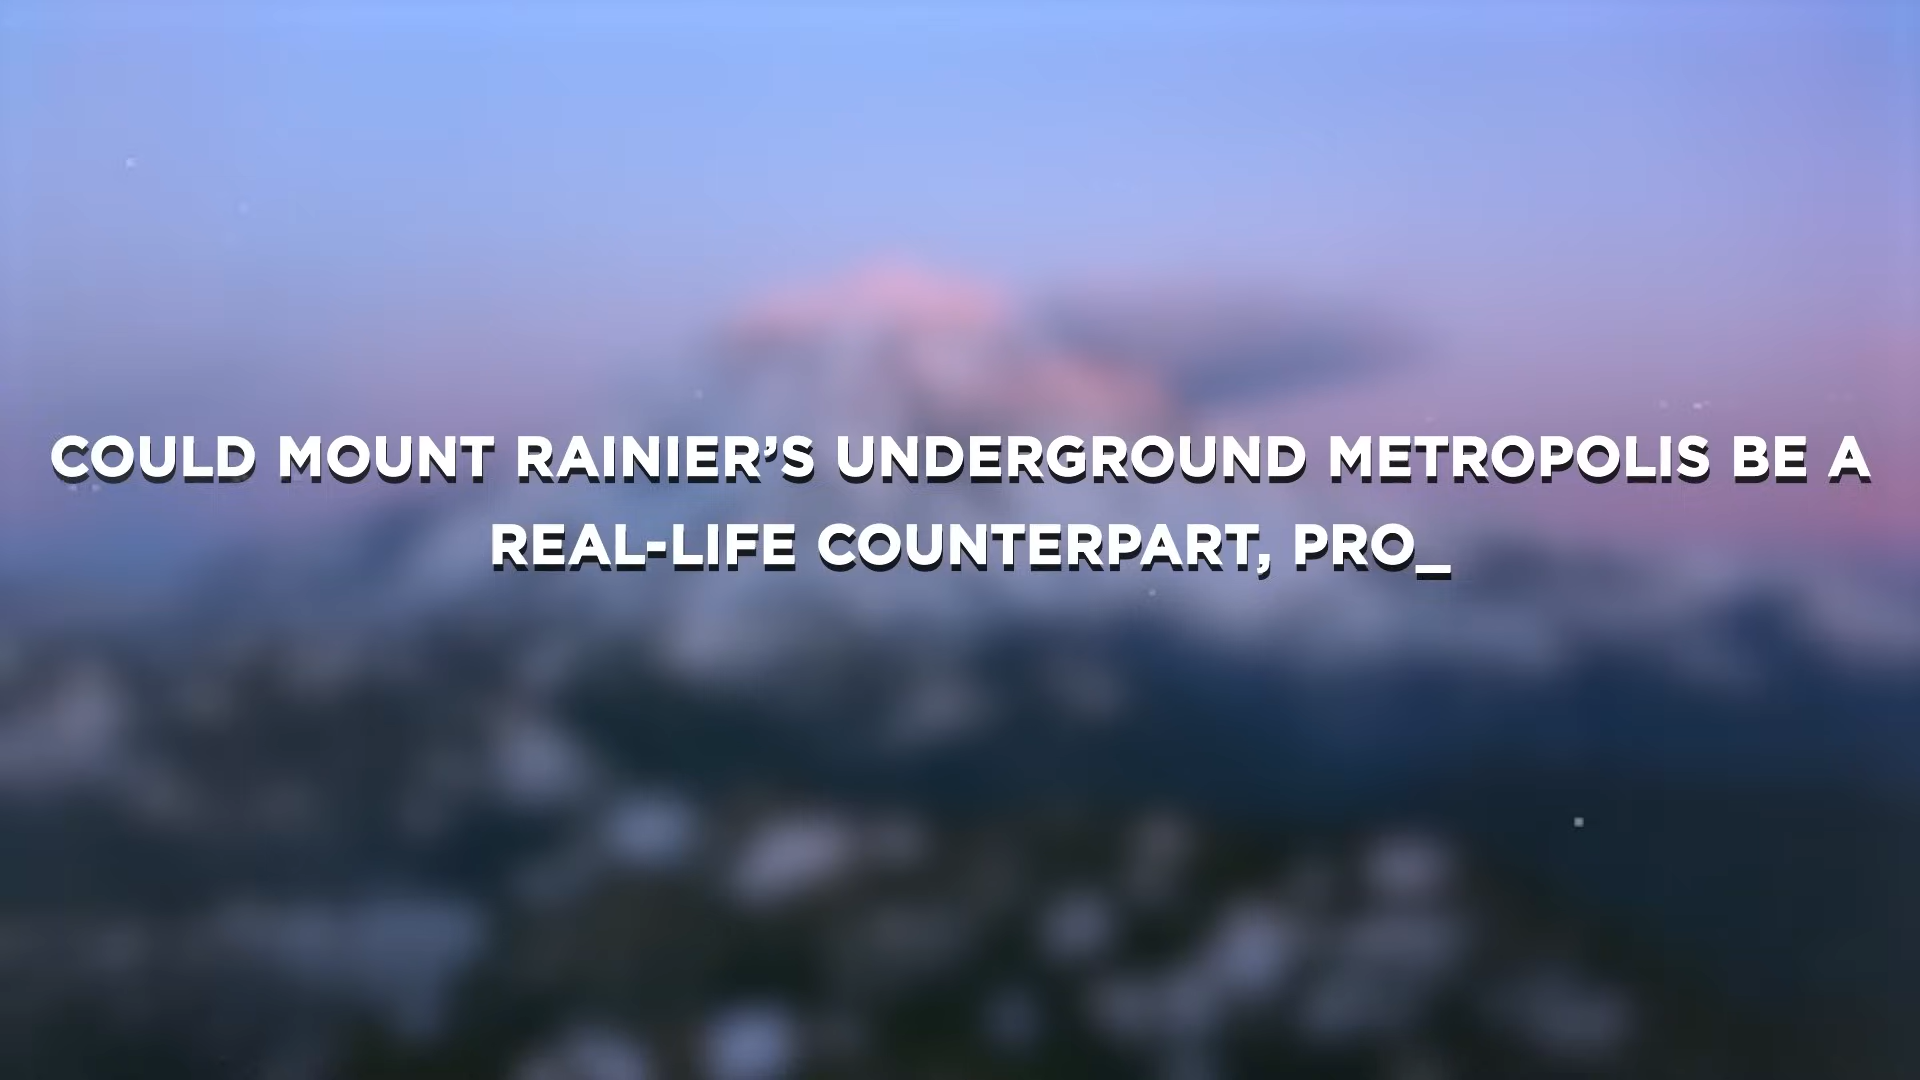 COULD MOUNT RAINIER’S UNDERGROUND METROPOLIS BE A
REAL-LIFE COUNTERPART, PRO_